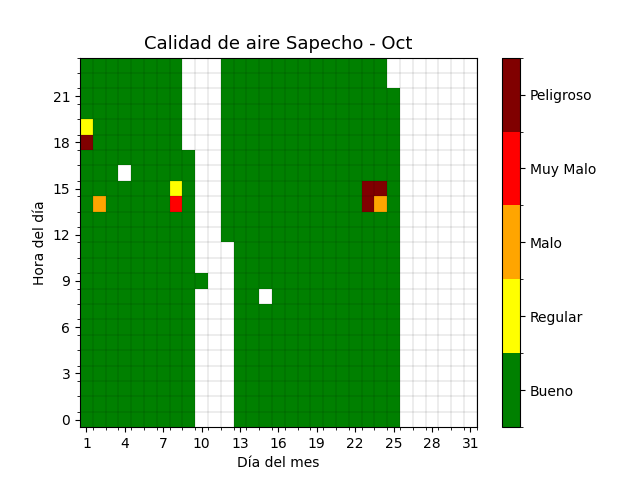 Calidad de aire Sapecho - Oct
Hora del día
21
18
15
12
9
6
3
0
1 4 7 10 13 16 19 22 25 28 31
Día del mes
Peligroso
Muy Malo
Malo
Regular
Bueno